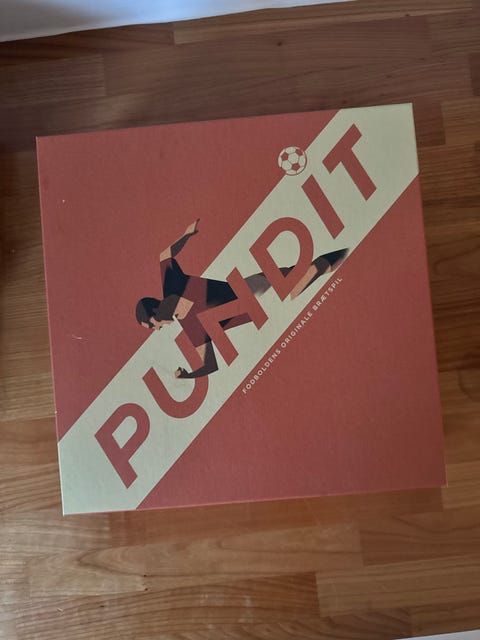 PUNDIT
FODBOLDENS ORIGINALE BRÆTSPIL